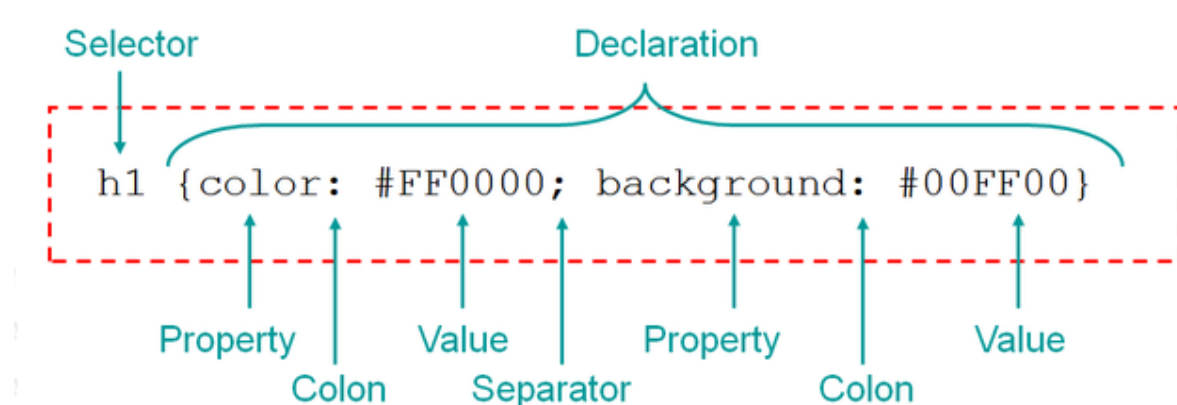 Selector Declaration
h1 {color: #FF0000; background: #00FF00}
Property Value Property Value
Colon Separator Colon